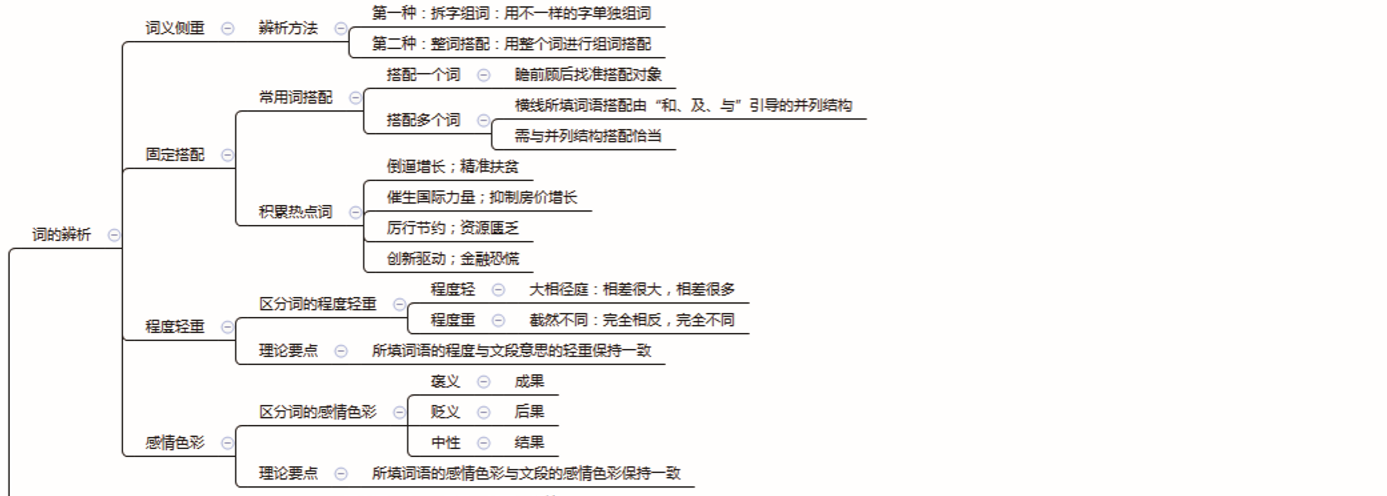 词的辨析
词义侧重
辨析方法
第一种：拆字组词：用不一样的字单独组词
第二种：整词搭配：用整个词进行组词搭配
固定搭配
常用词搭配
搭配一个词
瞻前顾后找准搭配对象
搭配多个词
横线所填词语搭配由“和、及、与”引导的并列结构
需与并列结构搭配恰当
积累热点词
倒逼增长；精准扶贫
催生国际力量；抑制房价增长
厉行节约；资源匮乏
创新驱动；金融恐慌
程度轻重
区分词的程度轻重
程度轻
大相径庭：相差很大，相差很多
程度重
截然不同：完全相反，完全不同
理论要点
所填词语的程度与文段意思的轻重保持一致
感情色彩
区分词的感情色彩
褒义
成果
贬义
后果
中性
结果
理论要点
所填词语的感情色彩与文段的感情色彩保持一致